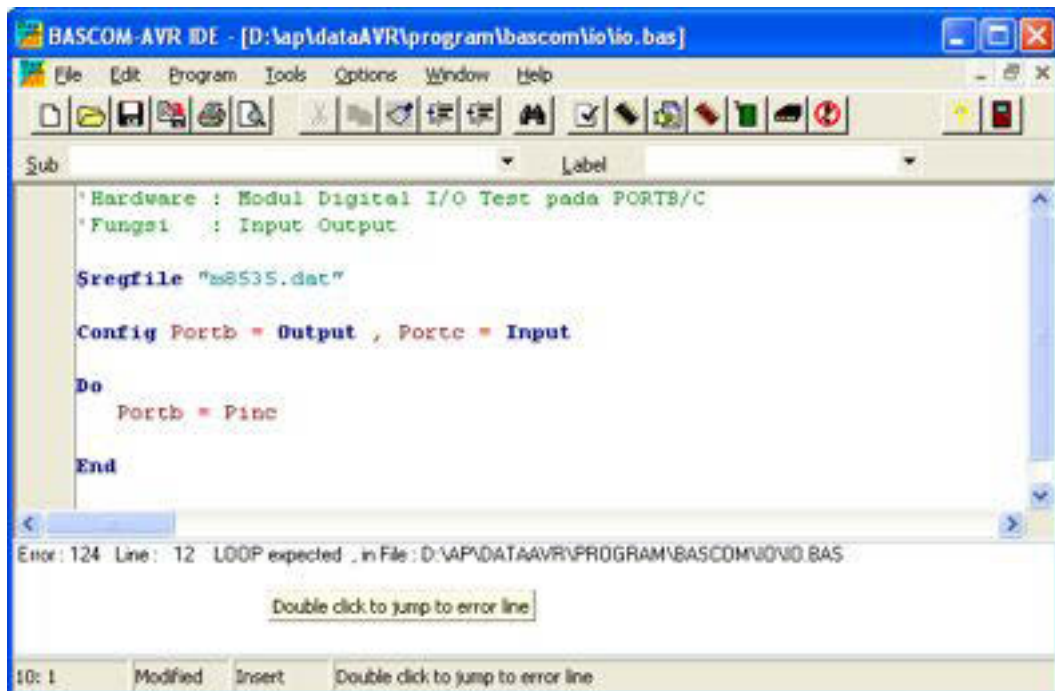 BASCOM-AVR IDE - [D:\ap\dataAVR\program\bascom\io\io.bas]
File Edit Program Tools Options Window Help
Sub Label
'Hardware : Modul Digital I/O Test pada PORTB/C
'Fungsi : Input Output
$regfile "m8535.dat"
Config Portb = Output , Portc = Input
Do
Portb = Pinc
End
Error : 124 Line : 12 LOOP expected , in File : D:\AP\DATAAVR\PROGRAM\BASCOM\IO\IO.BAS
Double click to jump to error line
10: 1 Modified Insert Double click to jump to error line